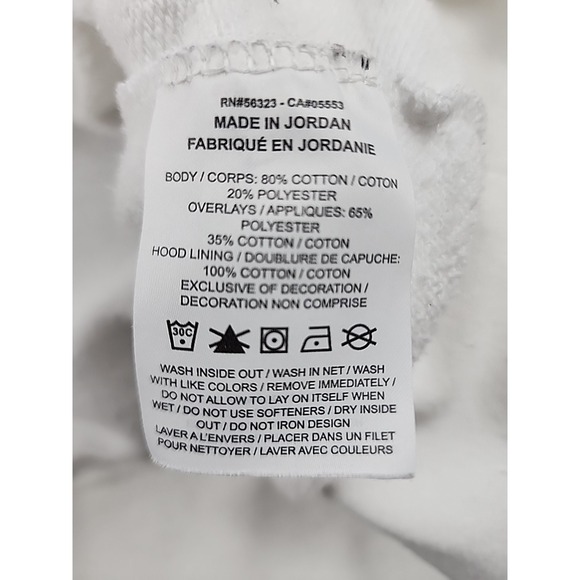 RN#56323 - CA#05553
MADE IN JORDAN
FABRIQUÉ EN JORDANIE
BODY / CORPS: 80% COTTON / COTON
20% POLYESTER
OVERLAYS / APPLIQUES: 65%
POLYESTER
35% COTTON / COTON
HOOD LINING / DOUBLURE DE CAPUCHE:
100% COTTON / COTON
EXCLUSIVE OF DECORATION /
DECORATION NON COMPRISE
30C
WASH INSIDE OUT / WASH IN NET / WASH
WITH LIKE COLORS / REMOVE IMMEDIATELY /
DO NOT ALLOW TO LAY ON ITSELF WHEN
WET / DO NOT USE SOFTENERS / DRY INSIDE
OUT / DO NOT IRON DESIGN
LAVER A L'ENVERS / PLACER DANS UN FILET
POUR NETTOYER / LAVER AVEC COULEURS